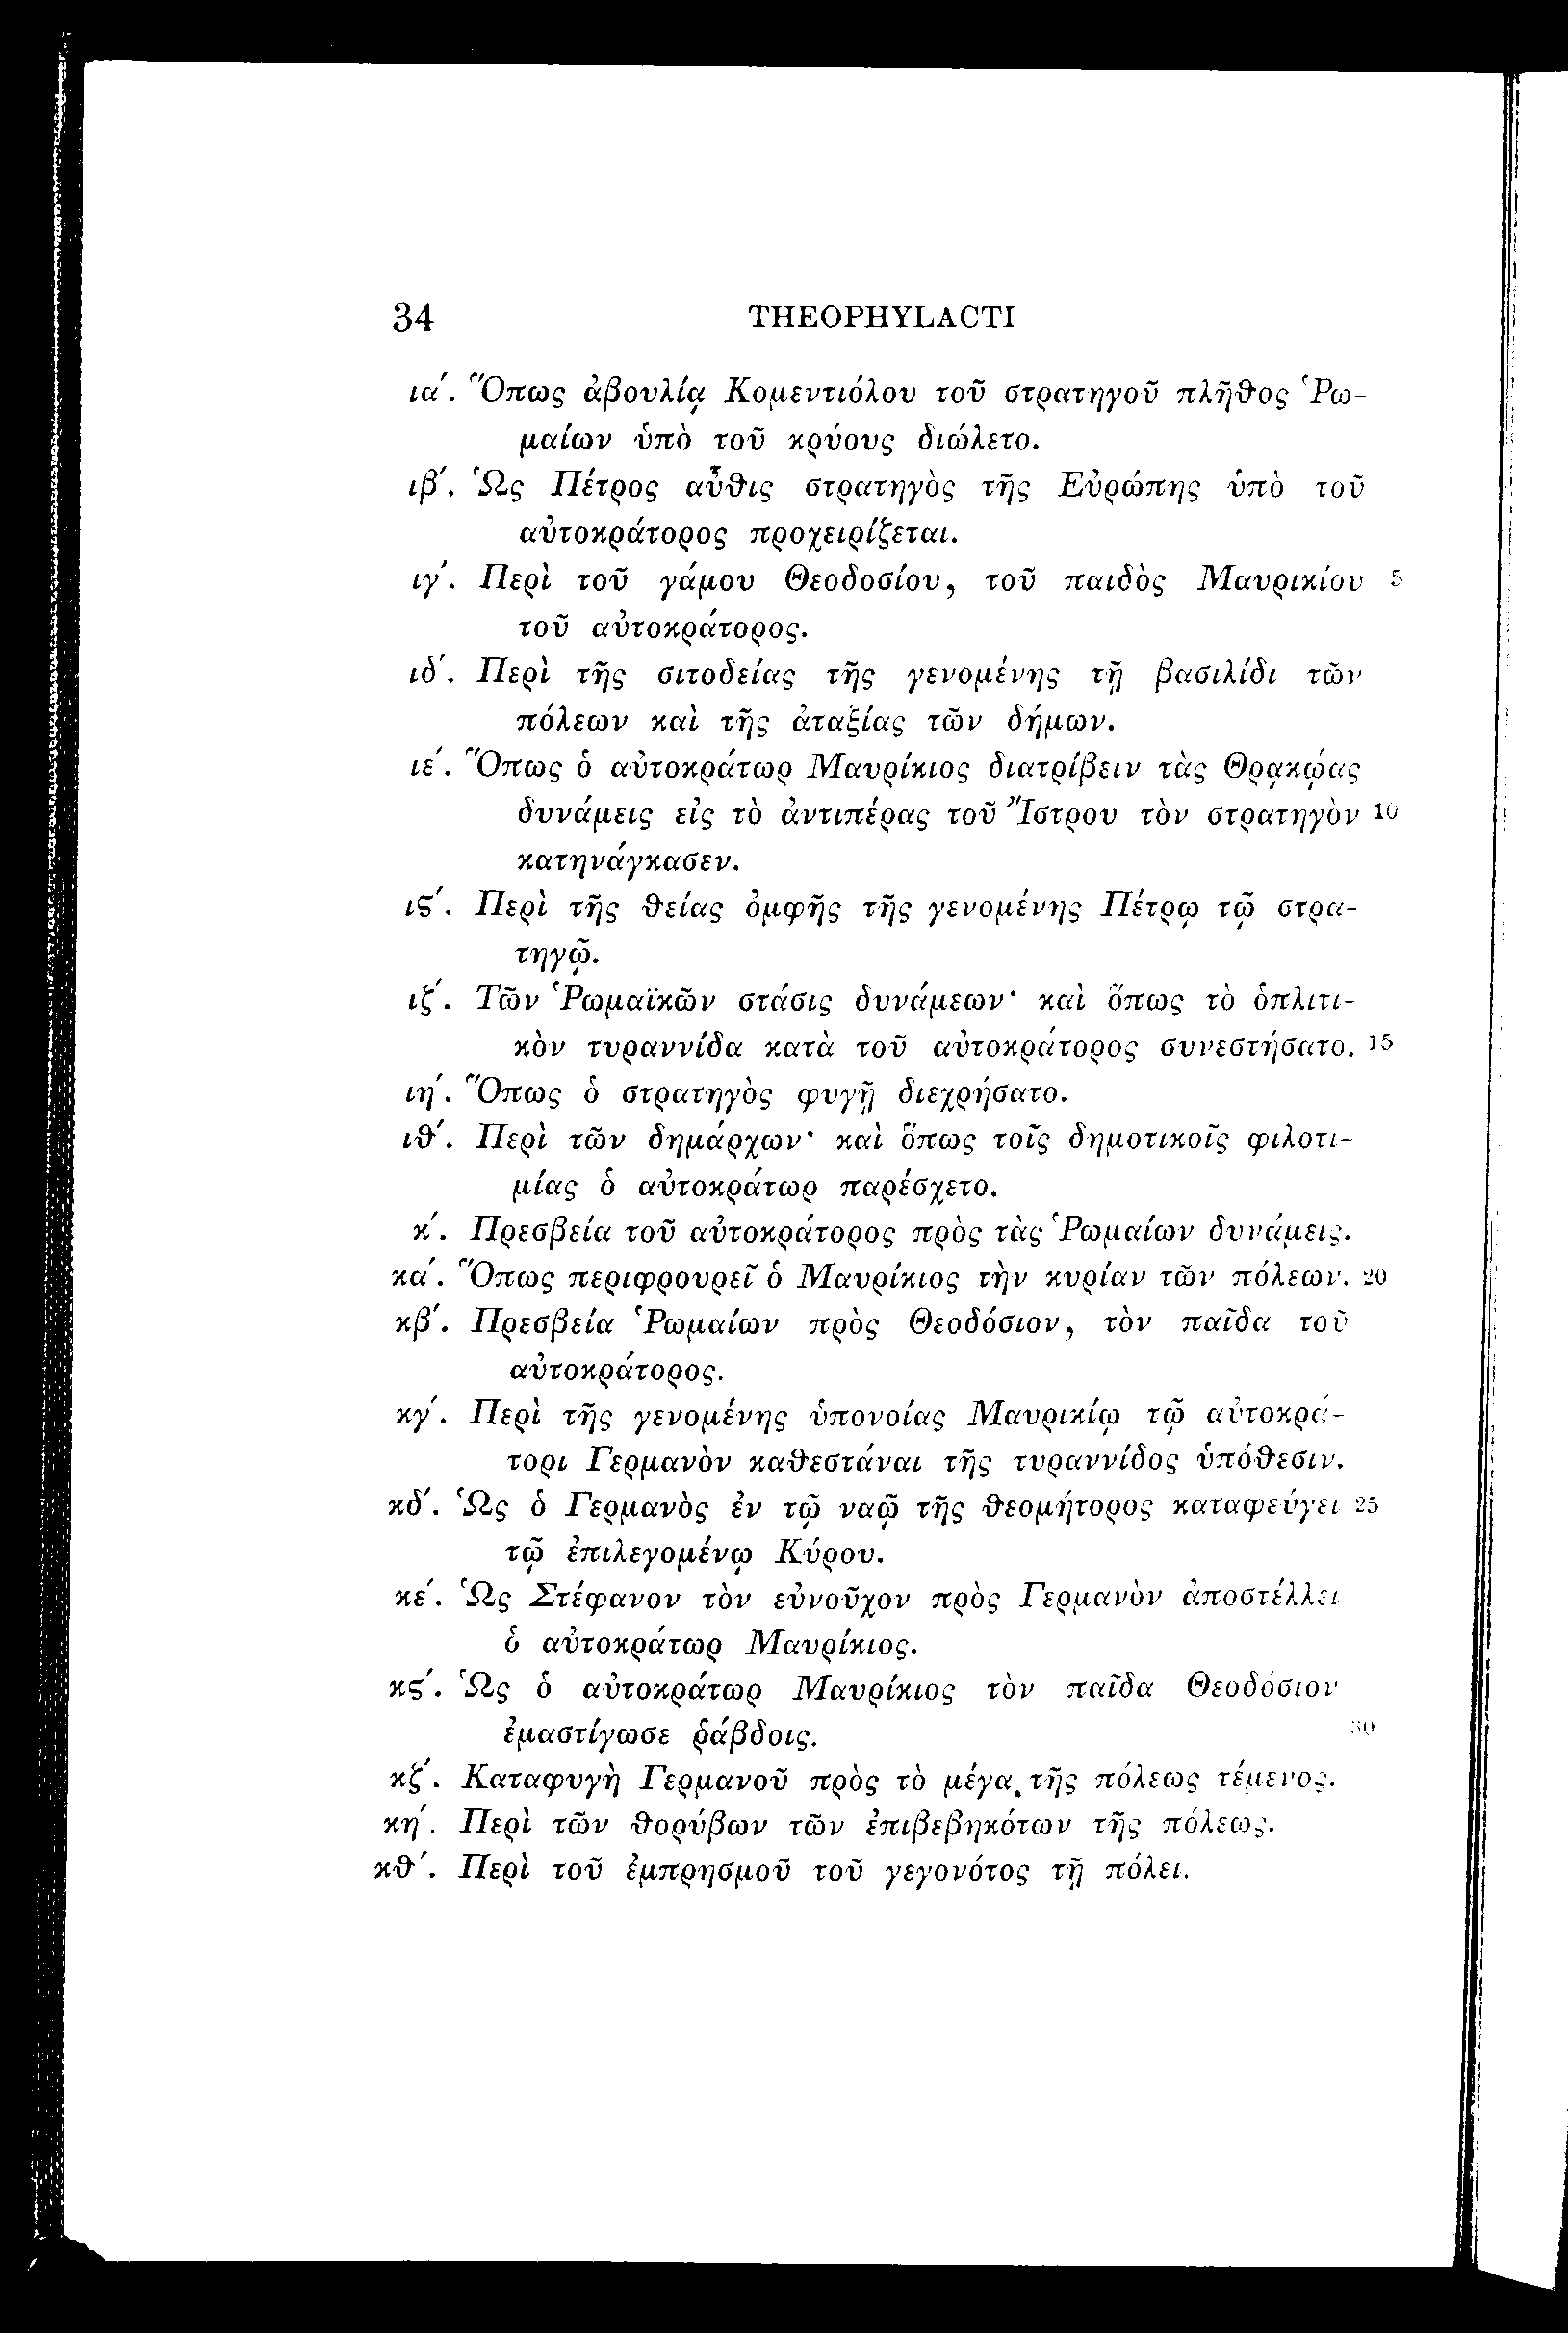 34 THEOPHYLACTI
ια΄. Ὅπως ἀβουλίᾳ Κομεντιόλου τοῦ στρατηγοῦ πλῆθος Ῥω-
μαίων ὑπὸ τοῦ κρύους διώλετο.
ιβ΄. Ὡς Πέτρος αὖθις στρατηγὸς τῆς Εὐρώπης ὑπὸ τοῦ
αὐτοκράτορος προχειρίζεται.
ιγ΄. Περὶ τοῦ γάμου Θεοδοσίου, τοῦ παιδὸς Μαυρικίου 5
τοῦ αὐτοκράτορος.
ιδ΄. Περὶ τῆς σιτοδείας τῆς γενομένης τῇ βασιλίδι τῶν
πόλεων καὶ τῆς ἀταξίας τῶν δήμων.
ιε΄. Ὅπως ὁ αὐτοκράτωρ Μαυρίκιος διατρίβειν τὰς Θρᾳκῴας
δυνάμεις εἰς τὸ ἀντιπέρας τοῦ Ἴστρου τὸν στρατηγὸν 10
κατηνάγκασεν.
ιϛ΄. Περὶ τῆς θείας ὀμφῆς τῆς γενομένης Πέτρῳ τῷ στρα-
τηγῷ.
ιζ΄. Τῶν Ῥωμαϊκῶν στάσις δυνάμεων· καὶ ὅπως τὸ ὁπλιτι-
κὸν τυραννίδα κατὰ τοῦ αὐτοκράτορος συνεστήσατο. 15
ιη΄. Ὅπως ὁ στρατηγὸς φυγῇ διεχρήσατο.
ιθ΄. Περὶ τῶν δημάρχων· καὶ ὅπως τοῖς δημοτικοῖς φιλοτι-
μίας ὁ αὐτοκράτωρ παρέσχετο.
κ΄. Πρεσβεία τοῦ αὐτοκράτορος πρὸς τὰς Ῥωμαίων δυνάμεις.
κα΄. Ὅπως περιφρουρεῖ ὁ Μαυρίκιος τὴν κυρίαν τῶν πόλεων. 20
κβ΄. Πρεσβεία Ῥωμαίων πρὸς Θεοδόσιον, τὸν παῖδα τοῦ
αὐτοκράτορος.
κγ΄. Περὶ τῆς γενομένης ὑπονοίας Μαυρικίῳ τῷ αὐτοκρά-
τορι Γερμανὸν καθεστάναι τῆς τυραννίδος ὑπόθεσιν.
κδ΄. Ὡς ὁ Γερμανὸς ἐν τῷ ναῷ τῆς θεομήτορος καταφεύγει 25
τῷ ἐπιλεγομένῳ Κύρου.
κε΄. Ὡς Στέφανον τὸν εὐνοῦχον πρὸς Γερμανὸν ἀποστέλλει
ὁ αὐτοκράτωρ Μαυρίκιος.
κϛ΄. Ὡς ὁ αὐτοκράτωρ Μαυρίκιος τὸν παῖδα Θεοδόσιον
ἐμαστίγωσε ῥάβδοις. 30
κζ΄. Καταφυγὴ Γερμανοῦ πρὸς τὸ μέγα τῆς πόλεως τέμενος.
κη΄. Περὶ τῶν θορύβων τῶν ἐπιβεβηκότων τῆς πόλεως.
κθ΄. Περὶ τοῦ ἐμπρησμοῦ τοῦ γεγονότος τῇ πόλει.